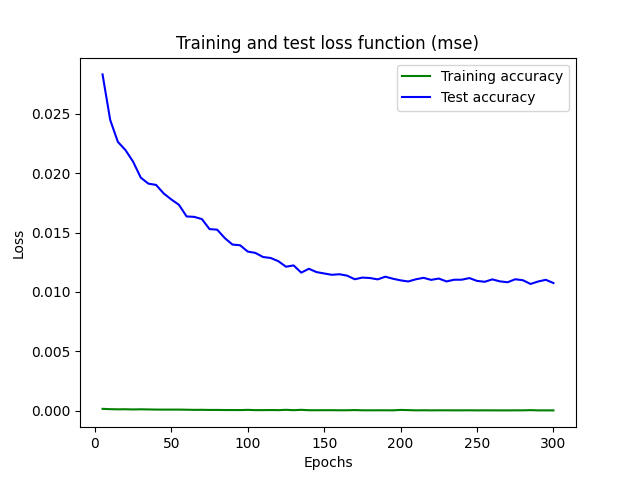 Training and test loss function (mse)
Training accuracy
Test accuracy
0.025
0.020
0.015
0.010
0.005
0.000
Loss
0 50 100 150 200 250 300
Epochs